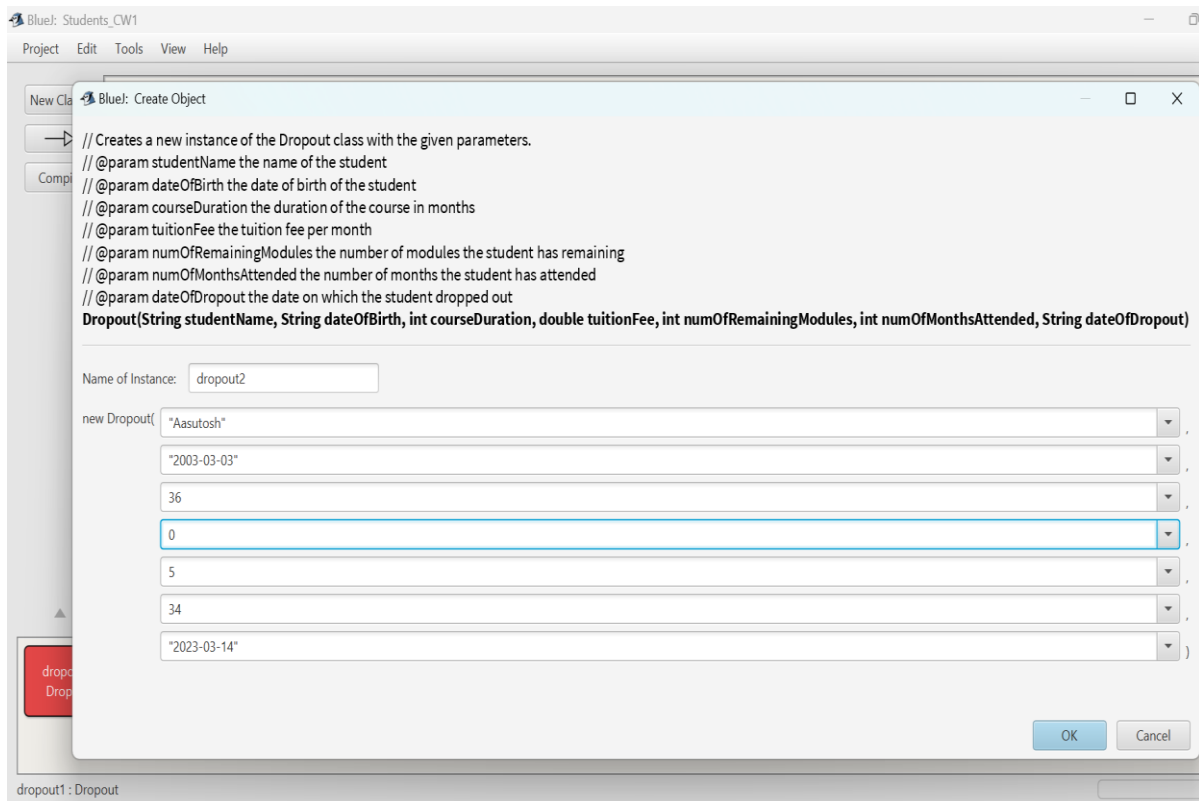 BlueJ: Students_CW1
Project Edit Tools View Help
New Cla
BlueJ: Create Object
Compi
// Creates a new instance of the Dropout class with the given parameters.
// @param studentName the name of the student
// @param dateOfBirth the date of birth of the student
// @param courseDuration the duration of the course in months
// @param tuitionFee the tuition fee per month
// @param numOfRemainingModules the number of modules the student has remaining
// @param numOfMonthsAttended the number of months the student has attended
// @param dateOfDropout the date on which the student dropped out
Dropout(String studentName, String dateOfBirth, int courseDuration, double tuitionFee, int numOfRemainingModules, int numOfMonthsAttended, String dateOfDropout)
Name of Instance: dropout2
new Dropout( "Aasutosh" ,
"2003-03-03" ,
36 ,
0 ,
5 ,
34 ,
"2023-03-14" )
dropo
Drop
OK Cancel
dropout1 : Dropout